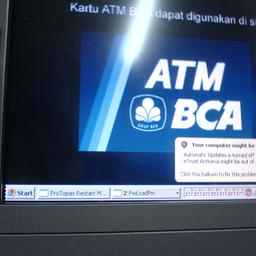 Kartu ATM B dapat digunakan di si
ATM
BCA
GRUP BCA
Your computer might be
Automatic Updates is turned off
eTrust Antivirus might be out of
Click this balloon to fix this problem
Start
ProTopas Restart M...
2 FwLoadPm